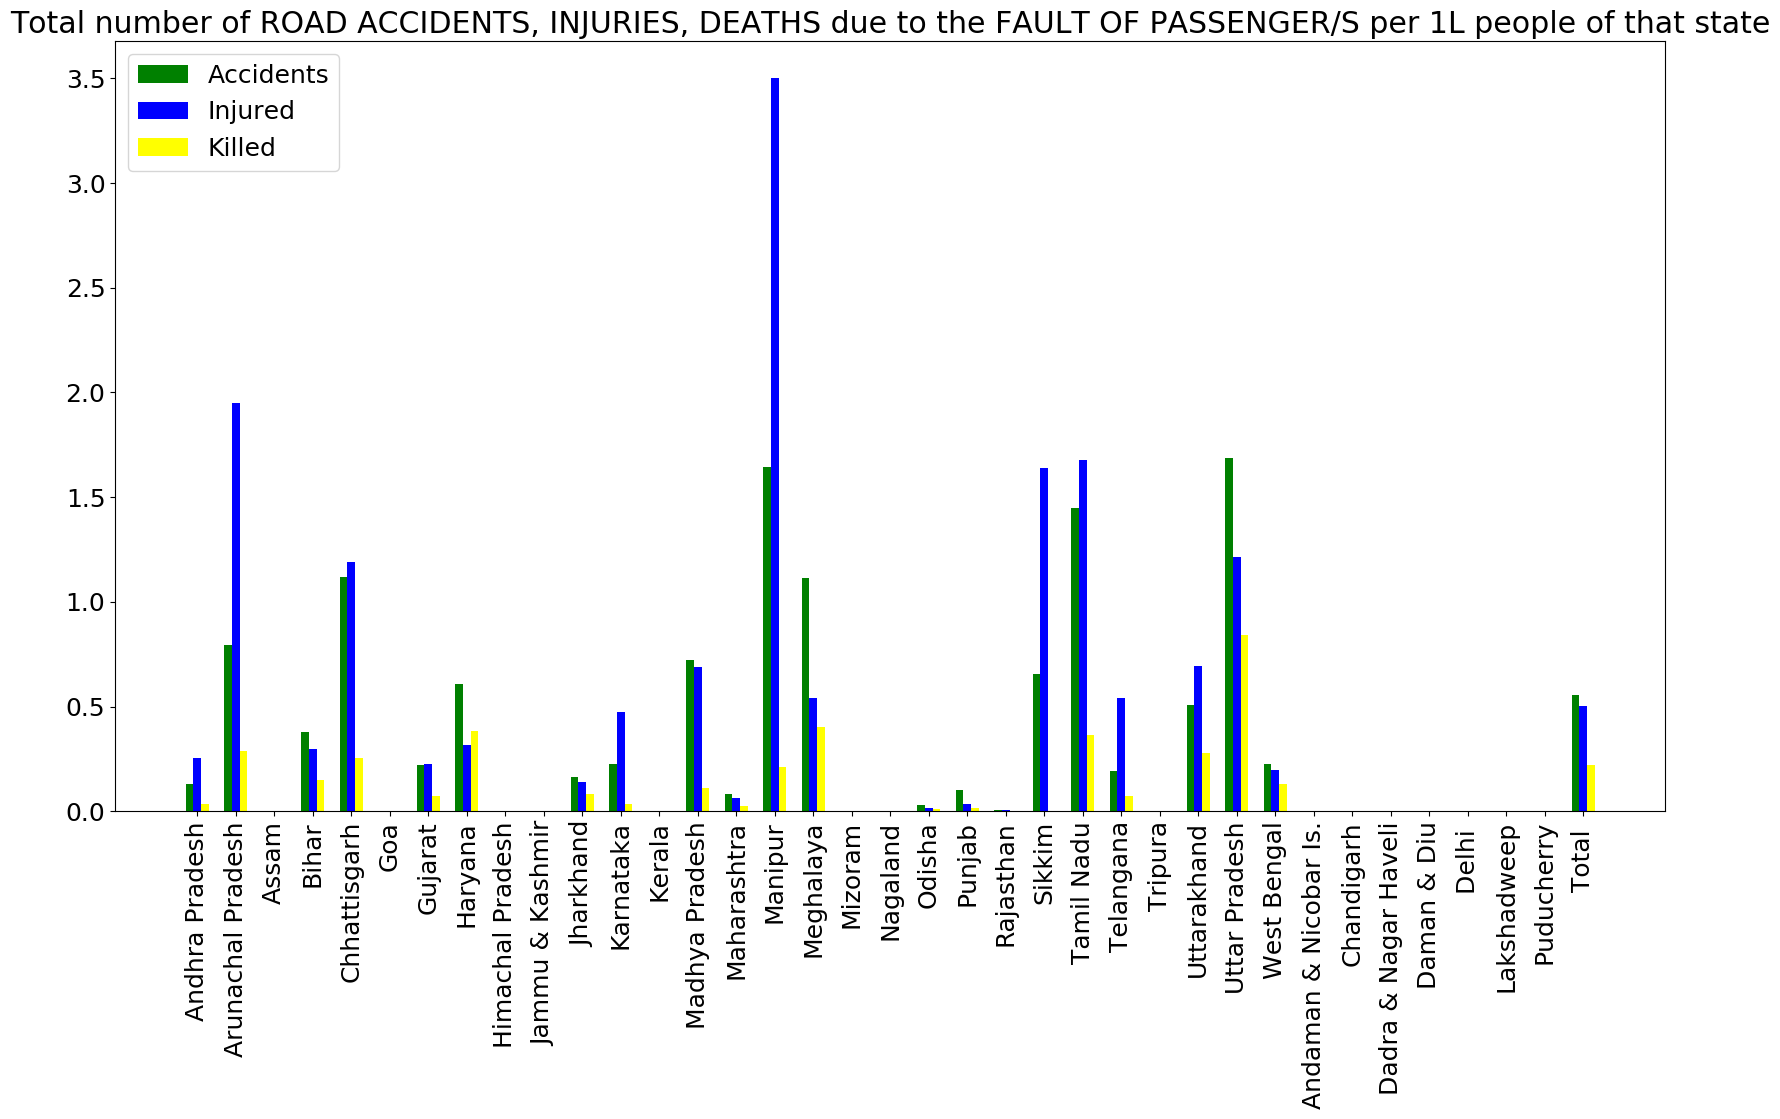 Total number of ROAD ACCIDENTS, INJURIES, DEATHS due to the FAULT OF PASSENGER/S per 1L people of that state
Accidents
Injured
Killed
3.5
3.0
2.5
2.0
1.5
1.0
0.5
0.0
Andhra Pradesh
Arunachal Pradesh
Assam
Bihar
Chhattisgarh
Goa
Gujarat
Haryana
Himachal Pradesh
Jammu & Kashmir
Jharkhand
Karnataka
Kerala
Madhya Pradesh
Maharashtra
Manipur
Meghalaya
Mizoram
Nagaland
Odisha
Punjab
Rajasthan
Sikkim
Tamil Nadu
Telangana
Tripura
Uttarakhand
Uttar Pradesh
West Bengal
Andaman & Nicobar Is.
Chandigarh
Dadra & Nagar Haveli
Daman & Diu
Delhi
Lakshadweep
Puducherry
Total